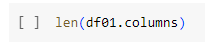 [ ] len(df01.columns)